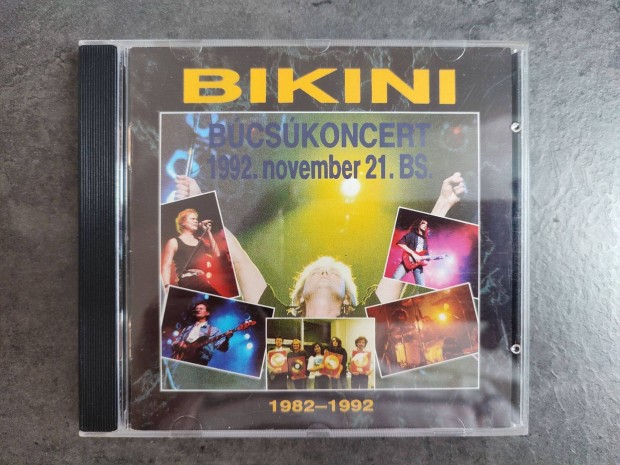 BIKINI
BÚCSÚKONCERT
1992. november 21. BS.
1982–1992